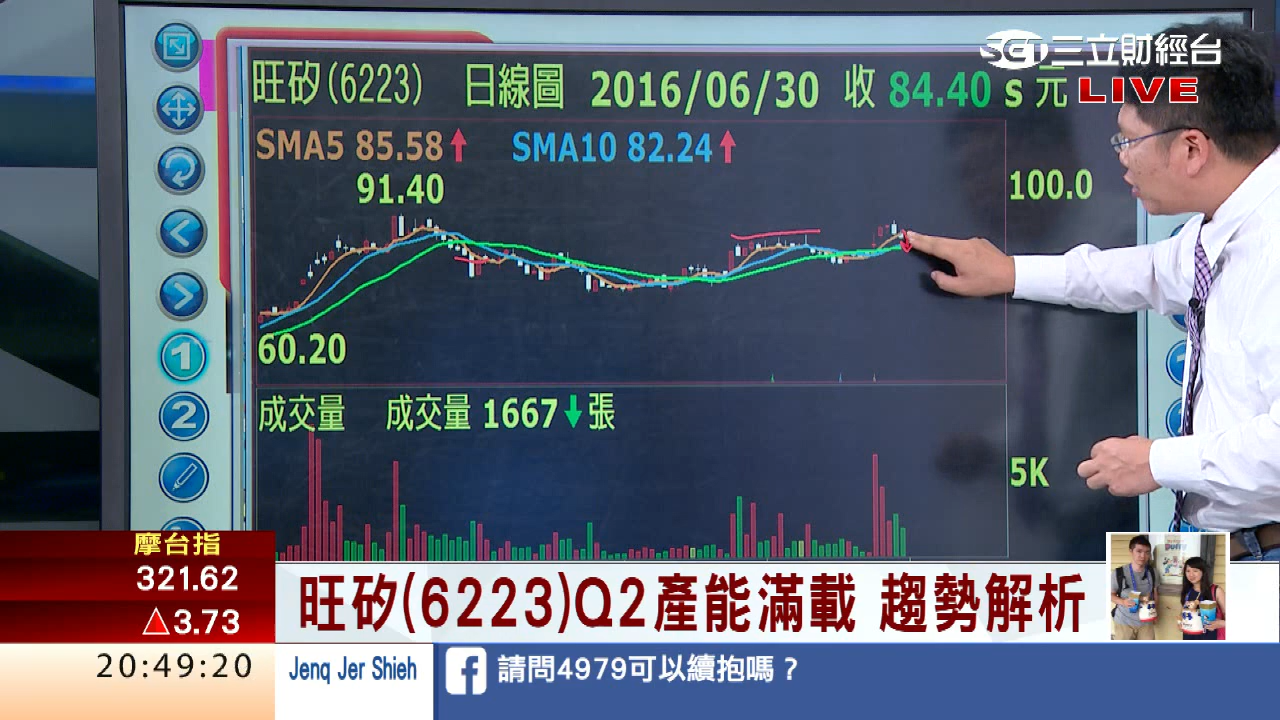 旺矽(6223) 日線圖 2016/06/30 收 84.40 s 元
三立財經台
LIVE
SMA5 85.58↑ SMA10 82.24↑
91.40
100.0
60.20
成交量 成交量 1667↓張
5K
1
2
摩台指
321.62
△3.73
旺矽(6223)Q2產能滿載 趨勢解析
20:49:20
Jenq Jer Shieh
請問4979可以續抱嗎？